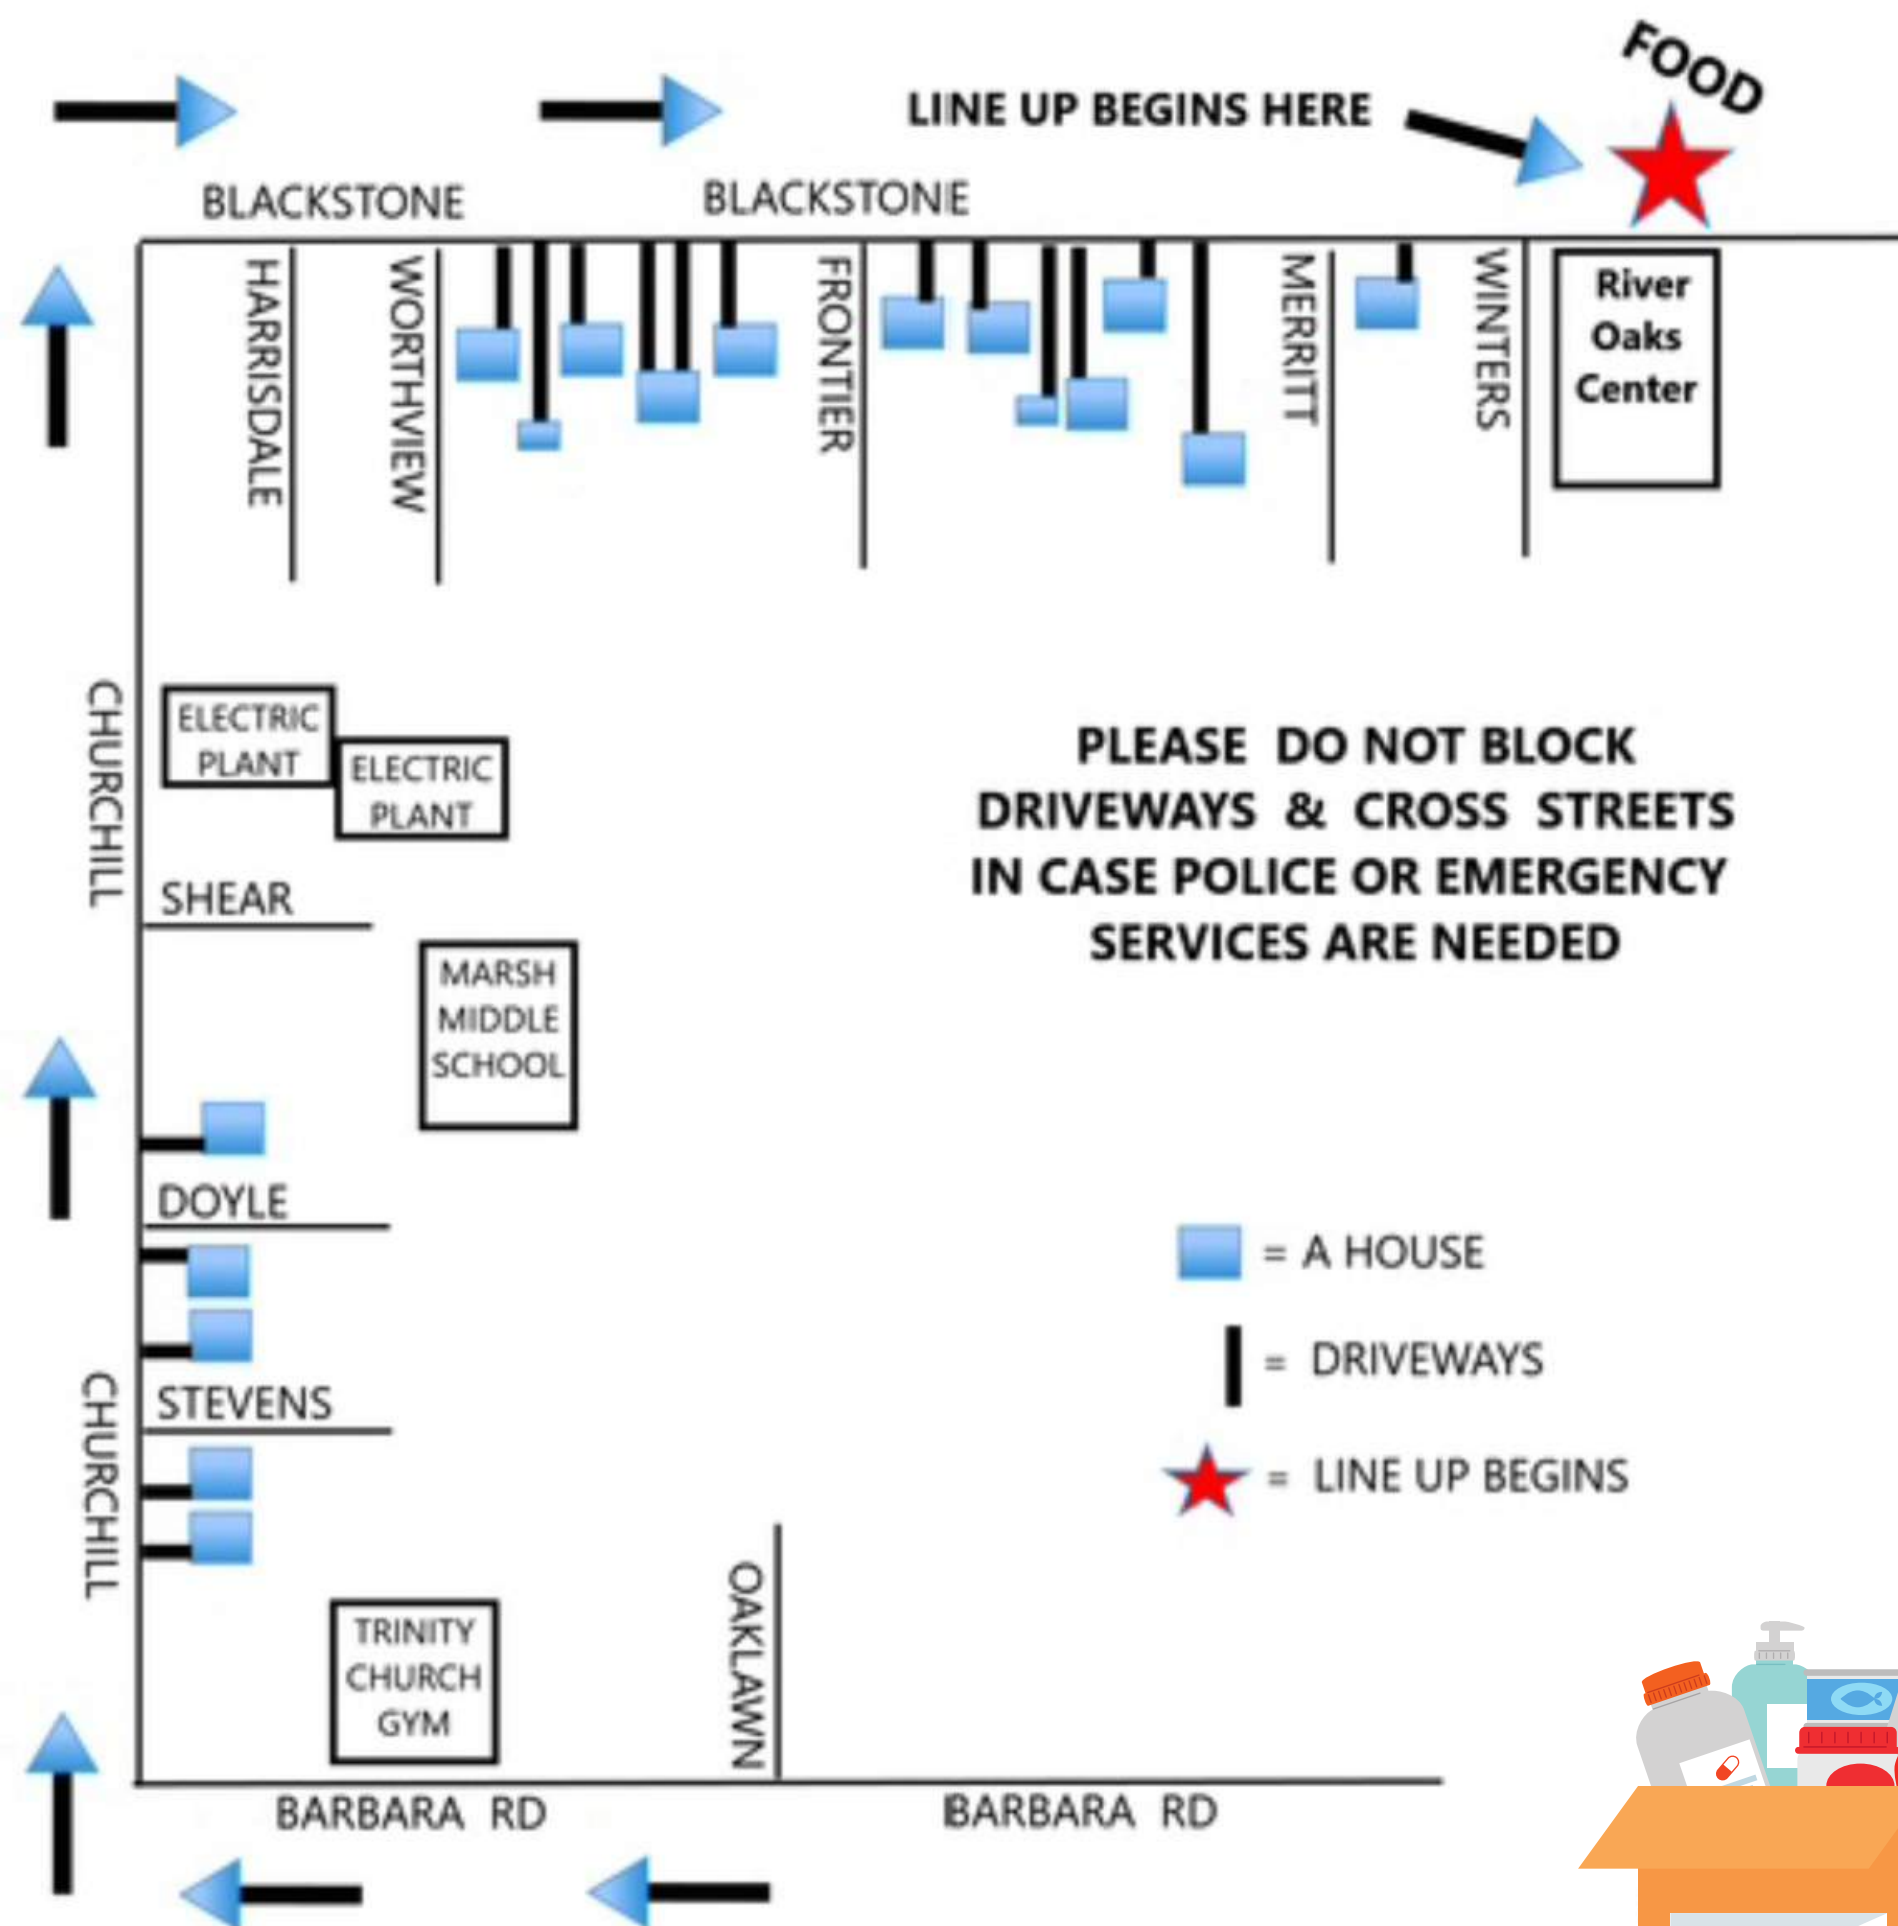 FOOD
LINE UP BEGINS HERE
BLACKSTONE
BLACKSTONE
HARRISDALE
WORTHVIEW
FRONTIER
MERRITT
WINTERS
River
Oaks
Center
CHURCHILL
ELECTRIC
PLANT
ELECTRIC
PLANT
PLEASE DO NOT BLOCK
DRIVEWAYS & CROSS STREETS
IN CASE POLICE OR EMERGENCY
SERVICES ARE NEEDED
SHEAR
MARSH
MIDDLE
SCHOOL
DOYLE
= A HOUSE
= DRIVEWAYS
CHURCHILL
STEVENS
= LINE UP BEGINS
OAKLAWN
TRINITY
CHURCH
GYM
BARBARA RD
BARBARA RD